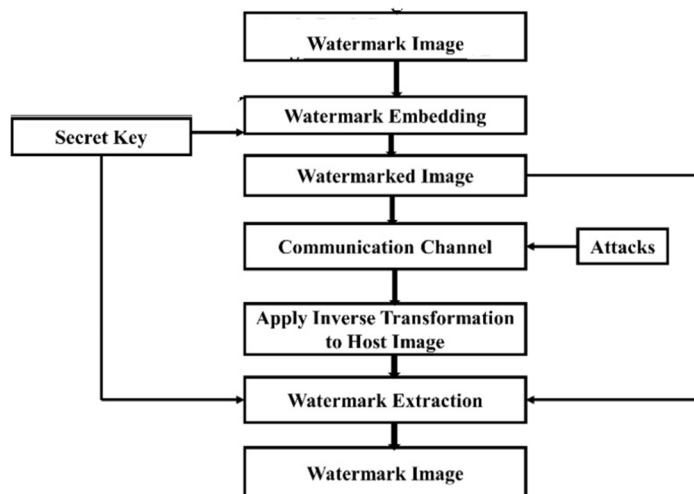 Watermark Image
Watermark Embedding
Secret Key
Watermarked Image
Communication Channel
Attacks
Apply Inverse Transformation
to Host Image
Watermark Extraction
Watermark Image